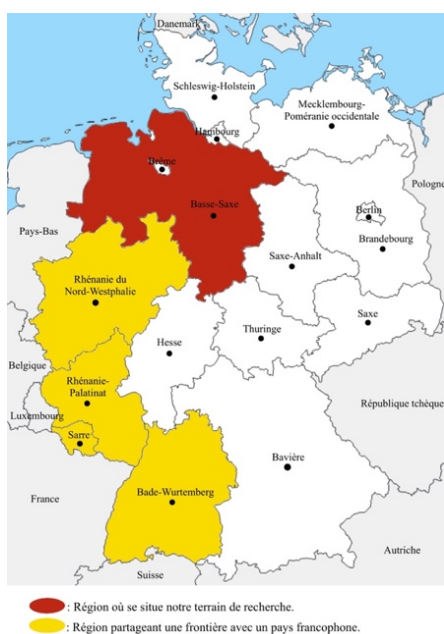 Danemark
Schleswig-Holstein
Mecklembourg-
Poméranie occidentale
Hambourg
Brême
Pologne
Basse-Saxe
Berlin
Brandebourg
Pays-Bas
Saxe-Anhalt
Rhénanie du
Nord-Westphalie
Saxe
Thuringe
Hesse
Belgique
Rhénanie-
Palatinat
République tchèque
Luxembourg
Sarre
Bavière
Bade-Wurtemberg
France
Autriche
Suisse
: Région où se situe notre terrain de recherche.
: Région partageant une frontière avec un pays francophone.